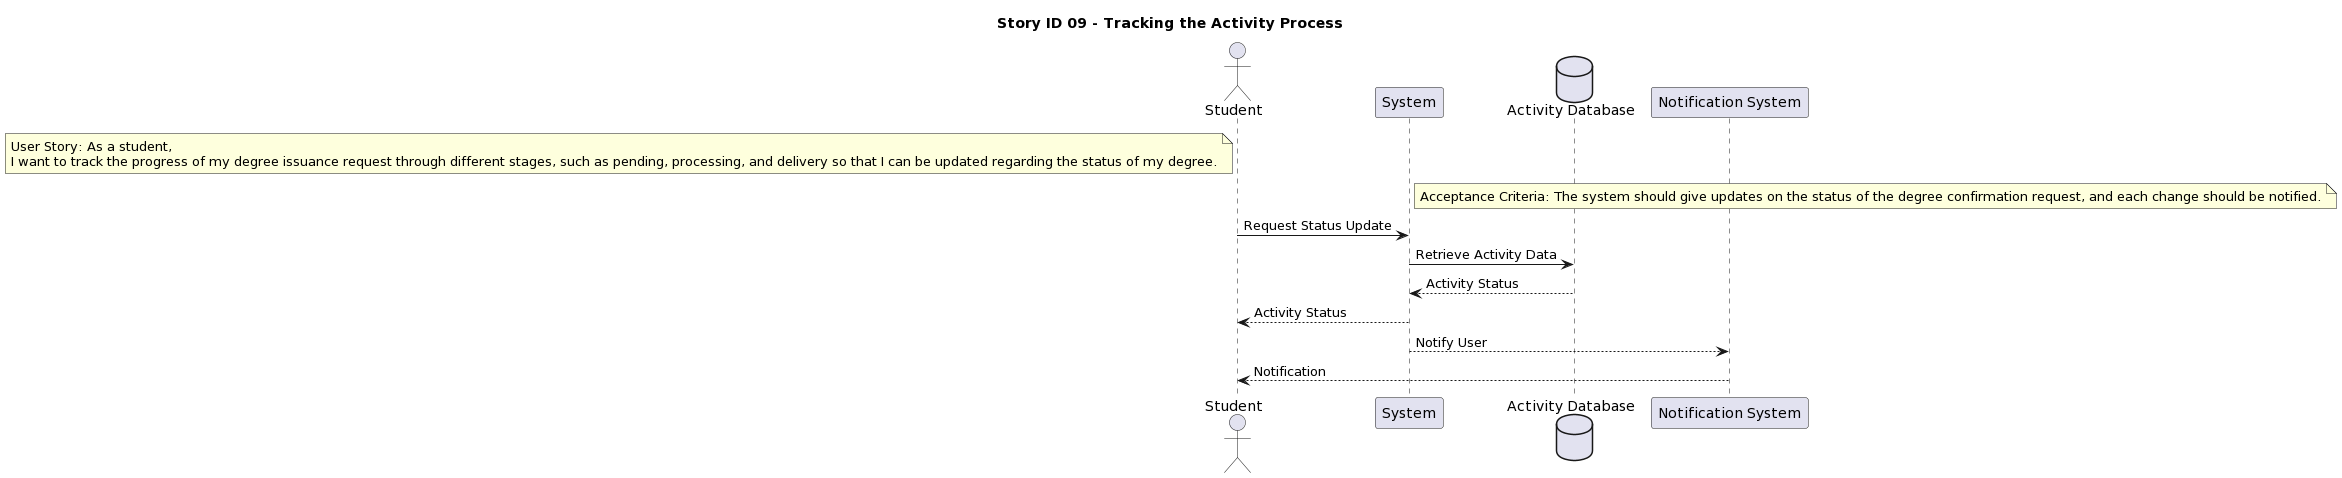 Story ID 09 - Tracking the Activity Process
Student
System
Activity Database
Notification System
User Story: As a student,
I want to track the progress of my degree issuance request through different stages, such as pending, processing, and delivery so that I can be updated regarding the status of my degree.
Acceptance Criteria: The system should give updates on the status of the degree confirmation request, and each change should be notified.
Request Status Update
Retrieve Activity Data
Activity Status
Activity Status
Notify User
Notification
Student
System
Activity Database
Notification System